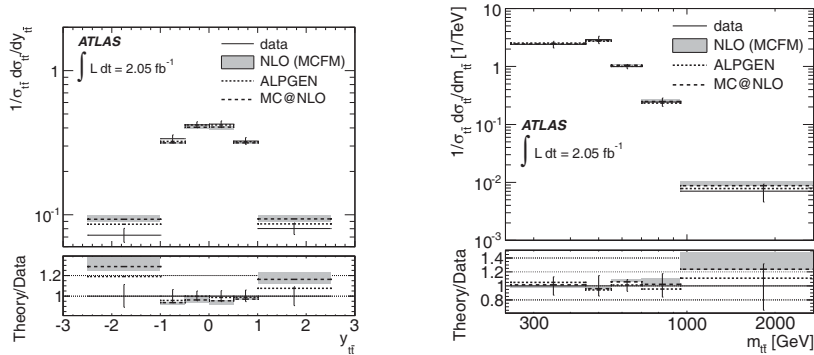 1/σ_tt̄ dσ_tt̄/dy_tt̄
1
10⁻¹
ATLAS
∫ L dt = 2.05 fb⁻¹
data
NLO (MCFM)
ALPGEN
MC@NLO
Theory/Data
1.2
1
-3 -2 -1 0 1 2 3
y_tt̄
1/σ_tt̄ dσ_tt̄/dm_tt̄ [1/TeV]
10
1
10⁻¹
10⁻²
10⁻³
data
NLO (MCFM)
ALPGEN
MC@NLO
ATLAS
∫ L dt = 2.05 fb⁻¹
Theory/Data
1.4
1.2
1
0.8
300 1000 2000
m_tt̄ [GeV]